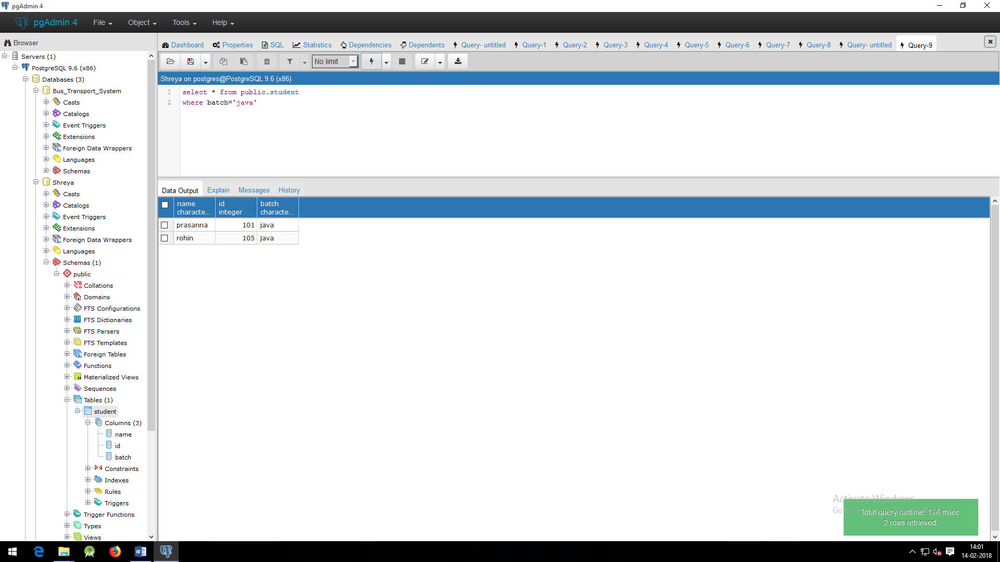 pgAdmin 4
pgAdmin 4 File Object Tools Help
Browser
Dashboard Properties SQL Statistics Dependencies Dependents Query- untitled Query-1 Query-2 Query-3 Query-4 Query-5 Query-6 Query-7 Query-8 Query- untitled Query-9
No limit
Shreya on postgres@PostgreSQL 9.6 (x86)
1 select * from public.student
2 where batch='java'
Data Output Explain Messages History
name id batch
characte... integer characte...
prasanna 101 java
rohin 105 java
Servers (1)
PostgreSQL 9.6 (x86)
Databases (3)
Bus_Transport_System
Casts
Catalogs
Event Triggers
Extensions
Foreign Data Wrappers
Languages
Schemas
Shreya
Casts
Catalogs
Event Triggers
Extensions
Foreign Data Wrappers
Languages
Schemas (1)
public
Collations
Domains
FTS Configurations
FTS Dictionaries
FTS Parsers
FTS Templates
Foreign Tables
Functions
Materialized Views
Sequences
Tables (1)
student
Columns (3)
name
id
batch
Constraints
Indexes
Rules
Triggers
Trigger Functions
Types
Views
Activate Windows
Go to
Total query runtime: 126 msec.
2 rows retrieved.
14:01
14-02-2018